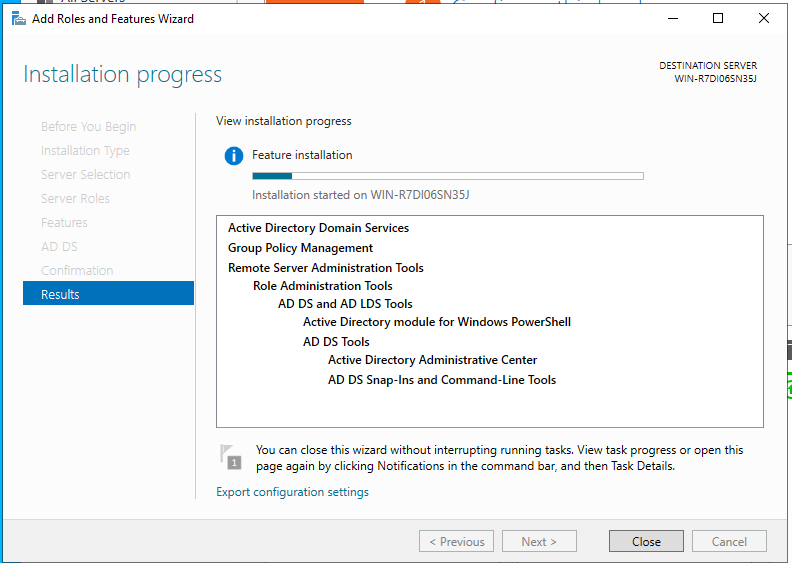 All Servers
Add Roles and Features Wizard
Installation progress
DESTINATION SERVER
WIN-R7DI06SN35J
Before You Begin
Installation Type
Server Selection
Server Roles
Features
AD DS
Confirmation
Results
View installation progress
Feature installation
Installation started on WIN-R7DI06SN35J
Active Directory Domain Services
Group Policy Management
Remote Server Administration Tools
Role Administration Tools
AD DS and AD LDS Tools
Active Directory module for Windows PowerShell
AD DS Tools
Active Directory Administrative Center
AD DS Snap-Ins and Command-Line Tools
1
You can close this wizard without interrupting running tasks. View task progress or open this
page again by clicking Notifications in the command bar, and then Task Details.
Export configuration settings
< Previous
Next >
Close
Cancel